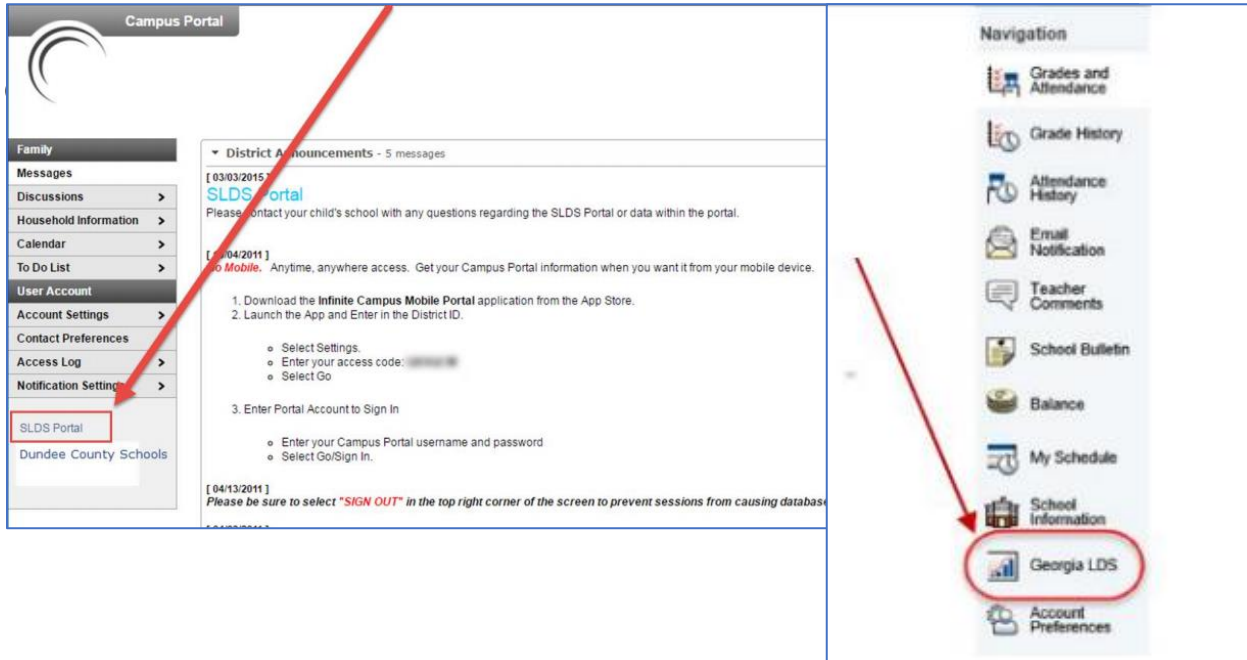 Campus Portal
Family
Messages
Discussions >
Household Information >
Calendar >
To Do List >
User Account
Account Settings >
Contact Preferences
Access Log >
Notification Settings >
SLDS Portal
Dundee County Schools
District Announcements - 5 messages
[ 03/03/2015 ]
SLDS Portal
Please contact your child's school with any questions regarding the SLDS Portal or data within the portal.
/04/2011 ]
Mobile. Anytime, anywhere access. Get your Campus Portal information when you want it from your mobile device.
1. Download the Infinite Campus Mobile Portal application from the App Store.
2. Launch the App and Enter in the District ID.
Select Settings.
Enter your access code:
Select Go
3. Enter Portal Account to Sign In
Enter your Campus Portal username and password
Select Go/Sign In.
[ 04/13/2011 ]
Please be sure to select "SIGN OUT" in the top right corner of the screen to prevent sessions from causing database
Navigation
Grades and
Attendance
Grade History
Attendance
History
Email
Notification
Teacher
Comments
School Bulletin
Balance
My Schedule
School
Information
Georgia LDS
Account
Preferences